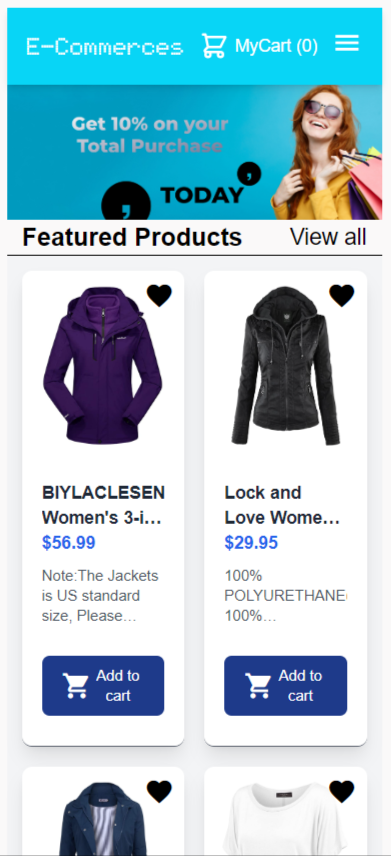 E-Commerces
MyCart (0)
Get 10% on your
Total Purchase
TODAY
Featured Products
View all
BIYLACLESEN
Women's 3-i...
$56.99
Note:The Jackets
is US standard
size, Please...
Add to
cart
Lock and
Love Wome...
$29.95
100%
POLYURETHANE(
100%...
Add to
cart